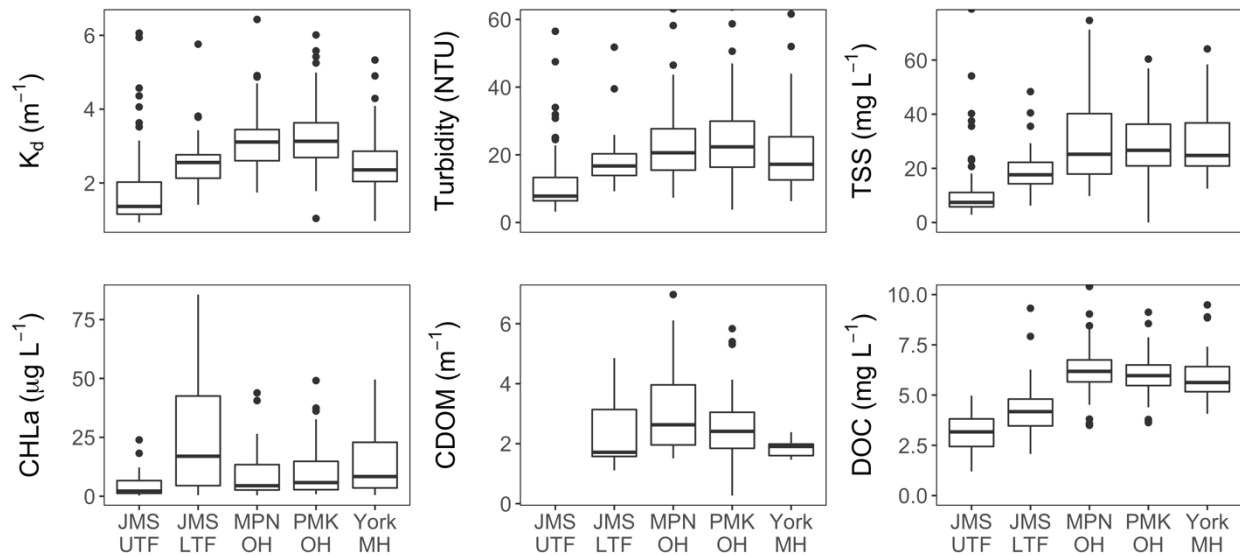 K_d (m⁻¹)
6
4
2
Turbidity (NTU)
60
40
20
0
TSS (mg L⁻¹)
60
40
20
0
CHLa (µg L⁻¹)
75
50
25
0
JMS JMS MPN PMK York
UTF LTF OH OH MH
CDOM (m⁻¹)
6
4
2
0
JMS JMS MPN PMK York
UTF LTF OH OH MH
DOC (mg L⁻¹)
10.0
7.5
5.0
2.5
0.0
JMS JMS MPN PMK York
UTF LTF OH OH MH